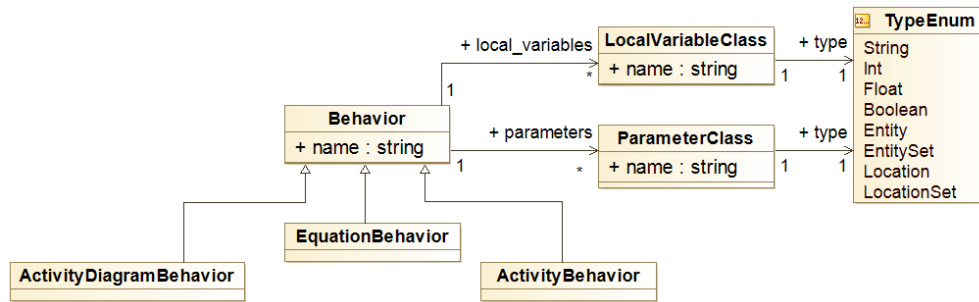 12...
TypeEnum
String
Int
Float
Boolean
Entity
EntitySet
Location
LocationSet
LocalVariableClass
+ name : string
+ local_variables
*
1
+ type
1
1
Behavior
+ name : string
+ parameters
1
*
ParameterClass
+ name : string
+ type
1
1
EquationBehavior
ActivityDiagramBehavior
ActivityBehavior